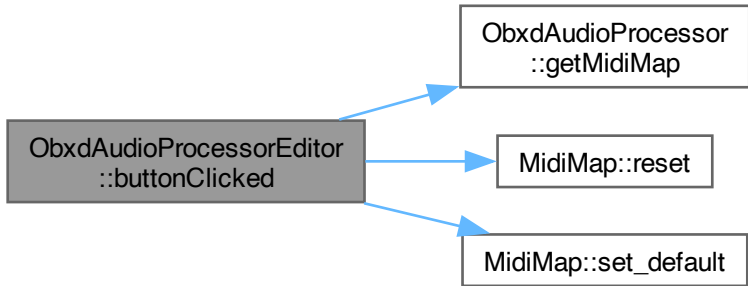 ObxdAudioProcessor
::getMidiMap
ObxdAudioProcessorEditor
::buttonClicked
MidiMap::reset
MidiMap::set_default